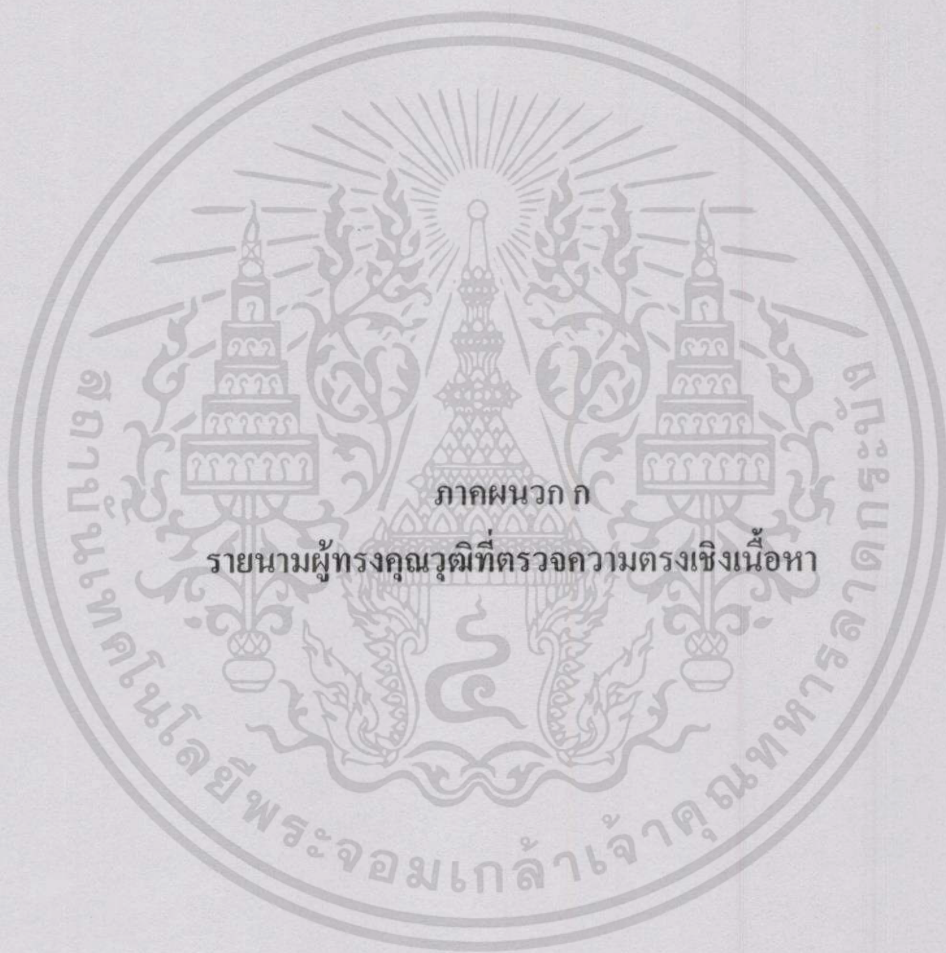 ภาคผนวก ก
รายนามผู้ทรงคุณวุฒิที่ตรวจความตรงเชิงเนื้อหา
สถาบันเทคโนโลยีพระจอมเกล้าเจ้าคุณทหารลาดกระบัง
๔